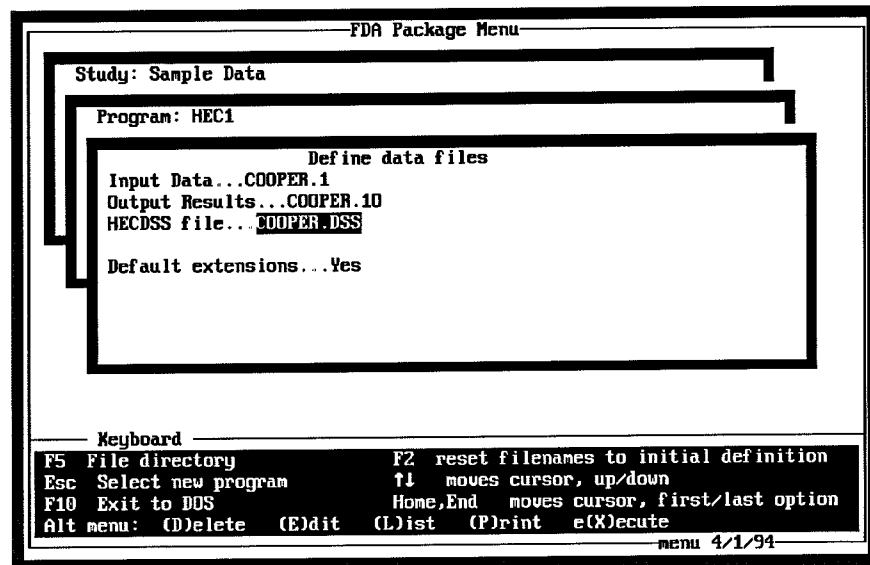 FDA Package Menu
Study: Sample Data
Program: HEC1
Define data files
Input Data...COOPER.1
Output Results...COOPER.10
HECDSS file...COOPER.DSS
Default extensions...Yes
Keyboard
F5 File directory F2 reset filenames to initial definition
Esc Select new program ↑↓ moves cursor, up/down
F10 Exit to DOS Home,End moves cursor, first/last option
Alt menu: (D)elete (E)dit (L)ist (P)rint e(X)ecute
menu 4/1/94